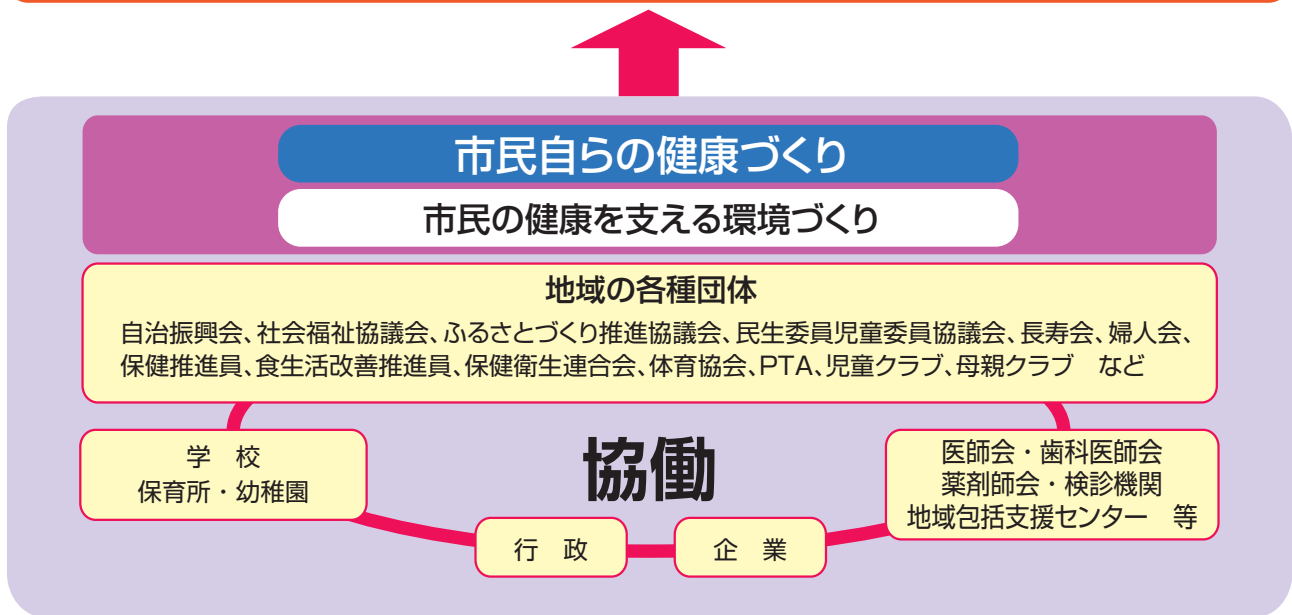 市民自らの健康づくり
市民の健康を支える環境づくり
地域の各種団体
自治振興会、社会福祉協議会、ふるさとづくり推進協議会、民生委員児童委員協議会、長寿会、婦人会、
保健推進員、食生活改善推進員、保健衛生連合会、体育協会、PTA、児童クラブ、母親クラブ　など
学　校
保育所・幼稚園
協働
医師会・歯科医師会
薬剤師会・検診機関
地域包括支援センター　等
行　政
企　業